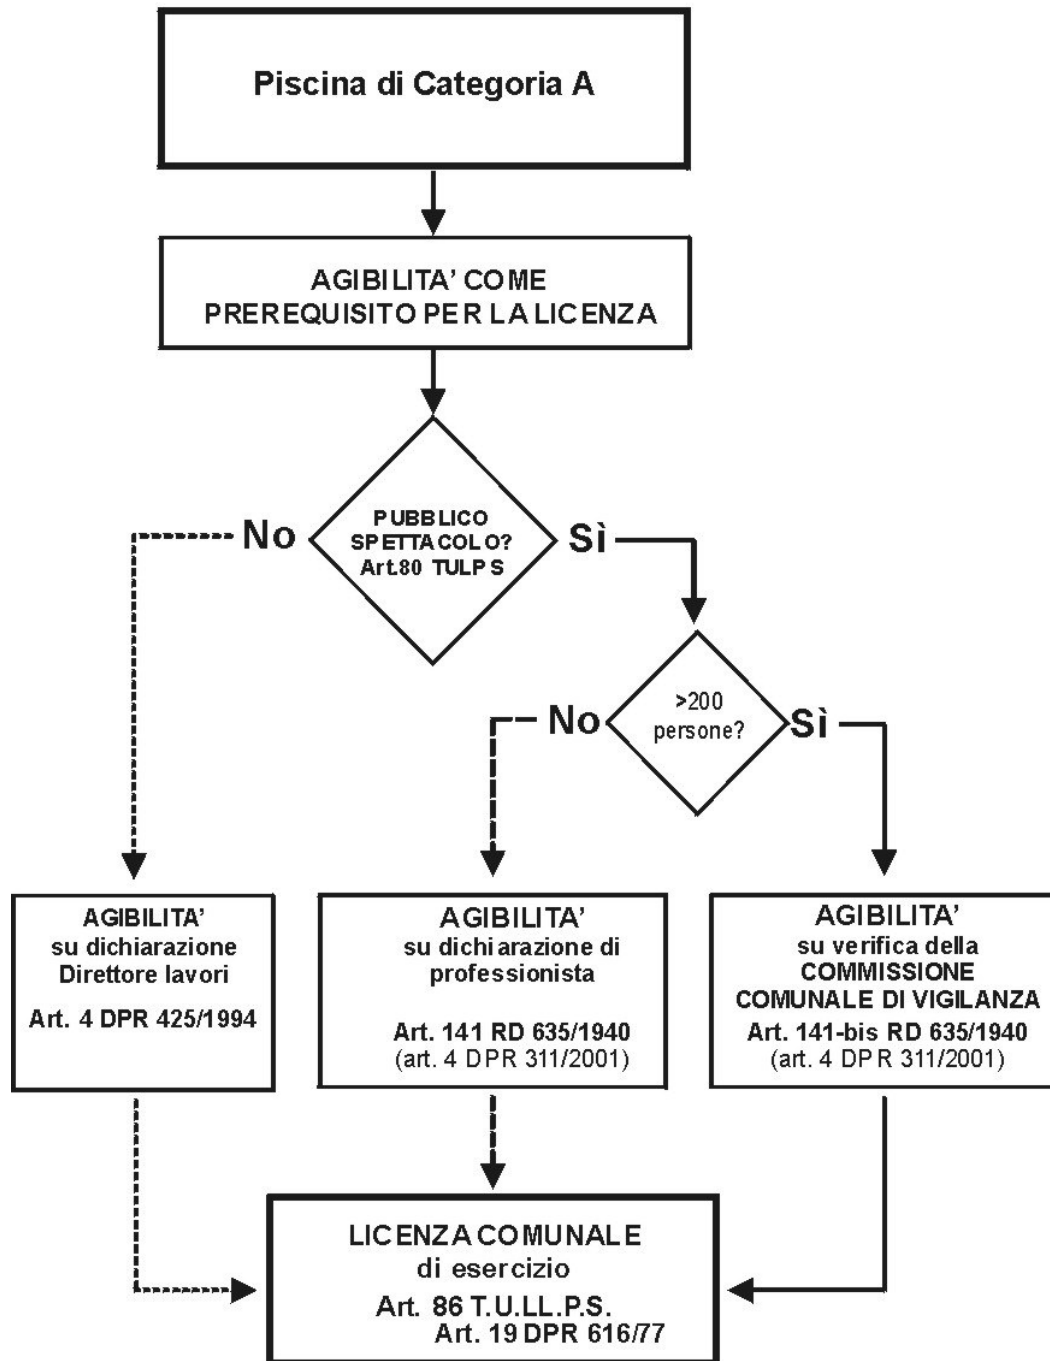 Piscina di Categoria A
AGIBILITA' COME
PREREQUISITO PER LA LICENZA
PUBBLICO
SPETTACOLO?
Art.80 TULPS
No
Sì
>200
persone?
No
Sì
AGIBILITA'
su dichiarazione
Direttore lavori
Art. 4 DPR 425/1994
AGIBILITA'
su dichiarazione di
professionista
Art. 141 RD 635/1940
(art. 4 DPR 311/2001)
AGIBILITA'
su verifica della
COMMISSIONE
COMUNALE DI VIGILANZA
Art. 141-bis RD 635/1940
(art. 4 DPR 311/2001)
LICENZA COMUNALE
di esercizio
Art. 86 T.U.LL.P.S.
Art. 19 DPR 616/77